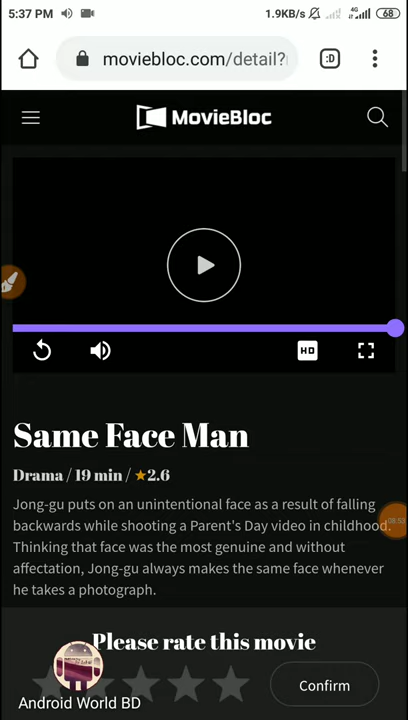 5:37 PM 1.9KB/s 4G 68
moviebloc.com/detail? :D
MovieBloc
HD
Same Face Man
Drama / 19 min / ★2.6
Jong-gu puts on an unintentional face as a result of falling
backwards while shooting a Parent's Day video in childhood.
Thinking that face was the most genuine and without
affectation, Jong-gu always makes the same face whenever
he takes a photograph.
Please rate this movie
Confirm
Android World BD